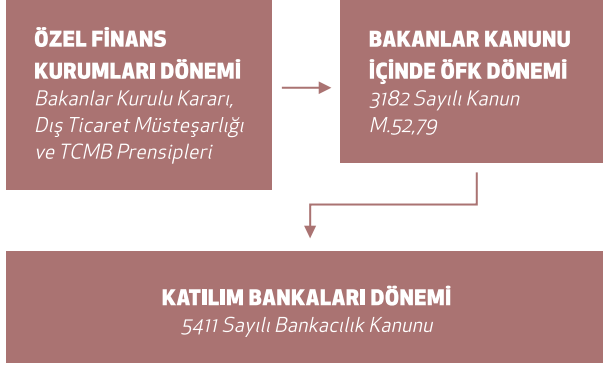 ÖZEL FİNANS
KURUMLARI DÖNEMİ
Bakanlar Kurulu Kararı,
Dış Ticaret Müsteşarlığı
ve TCMB Prensipleri
BAKANLAR KANUNU
İÇİNDE ÖFK DÖNEMİ
3182 Sayılı Kanun
M.52,79
KATILIM BANKALARI DÖNEMİ
5411 Sayılı Bankacılık Kanunu